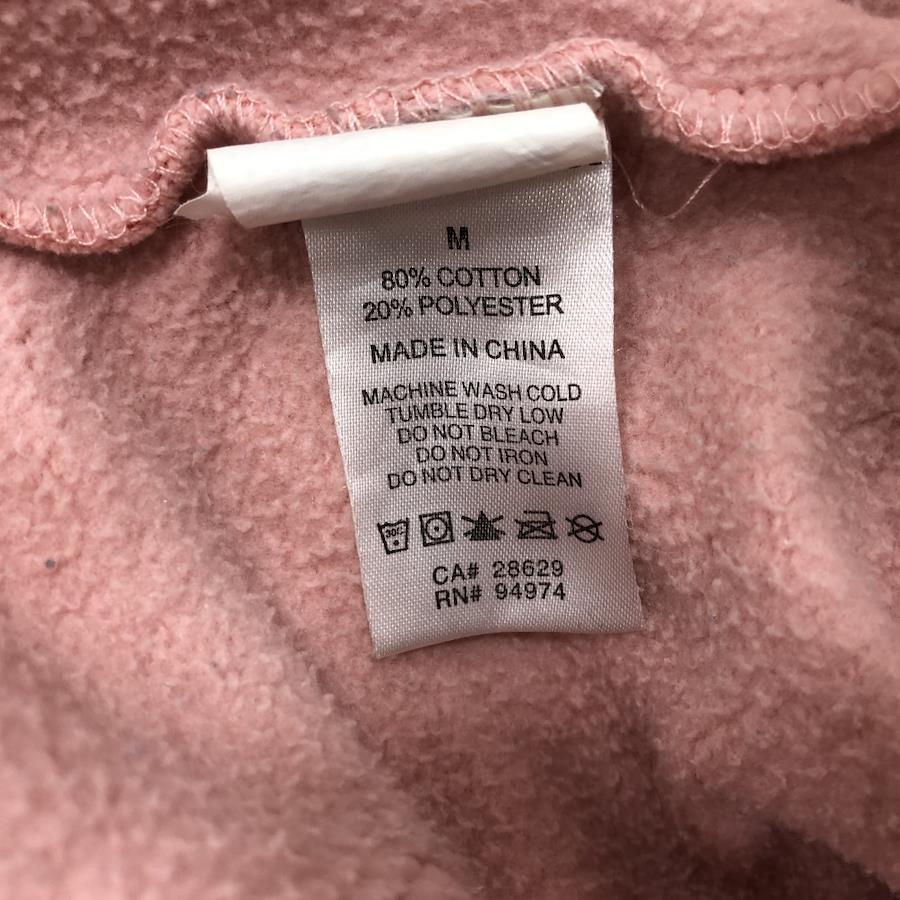 M
80% COTTON
20% POLYESTER
MADE IN CHINA
MACHINE WASH COLD
TUMBLE DRY LOW
DO NOT BLEACH
DO NOT IRON
DO NOT DRY CLEAN
30C
CA# 28629
RN# 94974